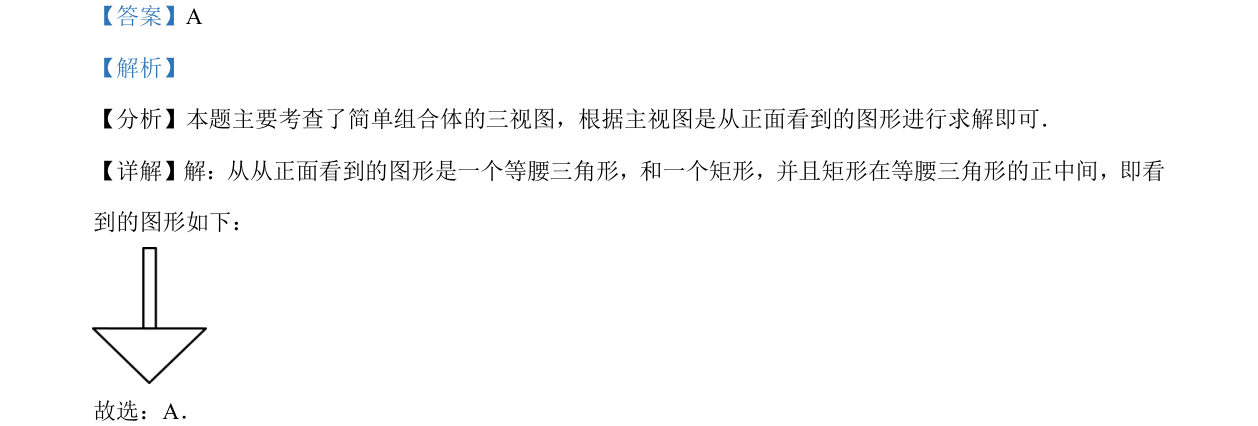 【答案】A
【解析】
【分析】本题主要考查了简单组合体的三视图，根据主视图是从正面看到的图形进行求解即可．
【详解】解：从从正面看到的图形是一个等腰三角形，和一个矩形，并且矩形在等腰三角形的正中间，即看
到的图形如下：
故选：A．